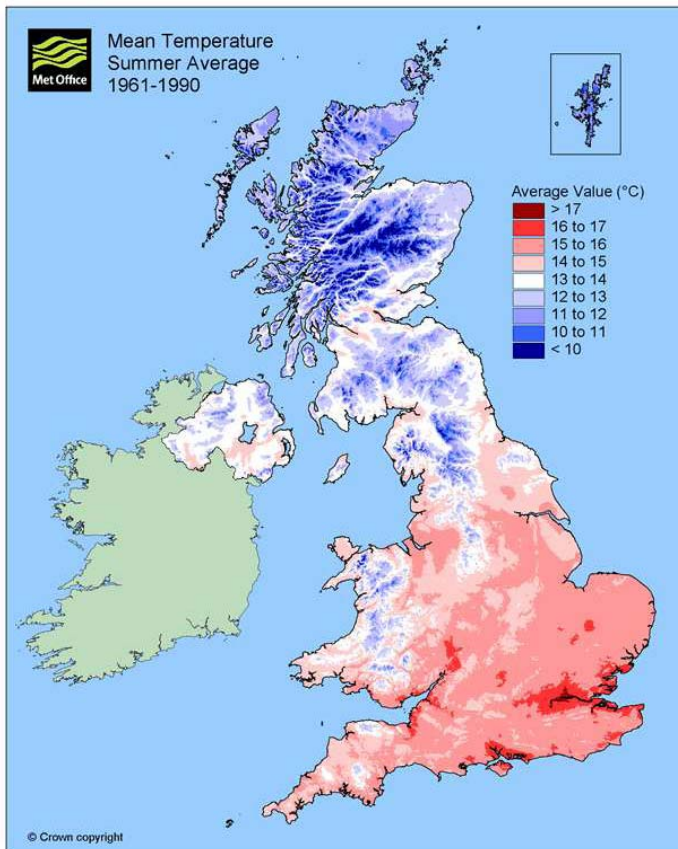 Met Office
Mean Temperature
Summer Average
1961-1990
Average Value (°C)
> 17
16 to 17
15 to 16
14 to 15
13 to 14
12 to 13
11 to 12
10 to 11
< 10
© Crown copyright